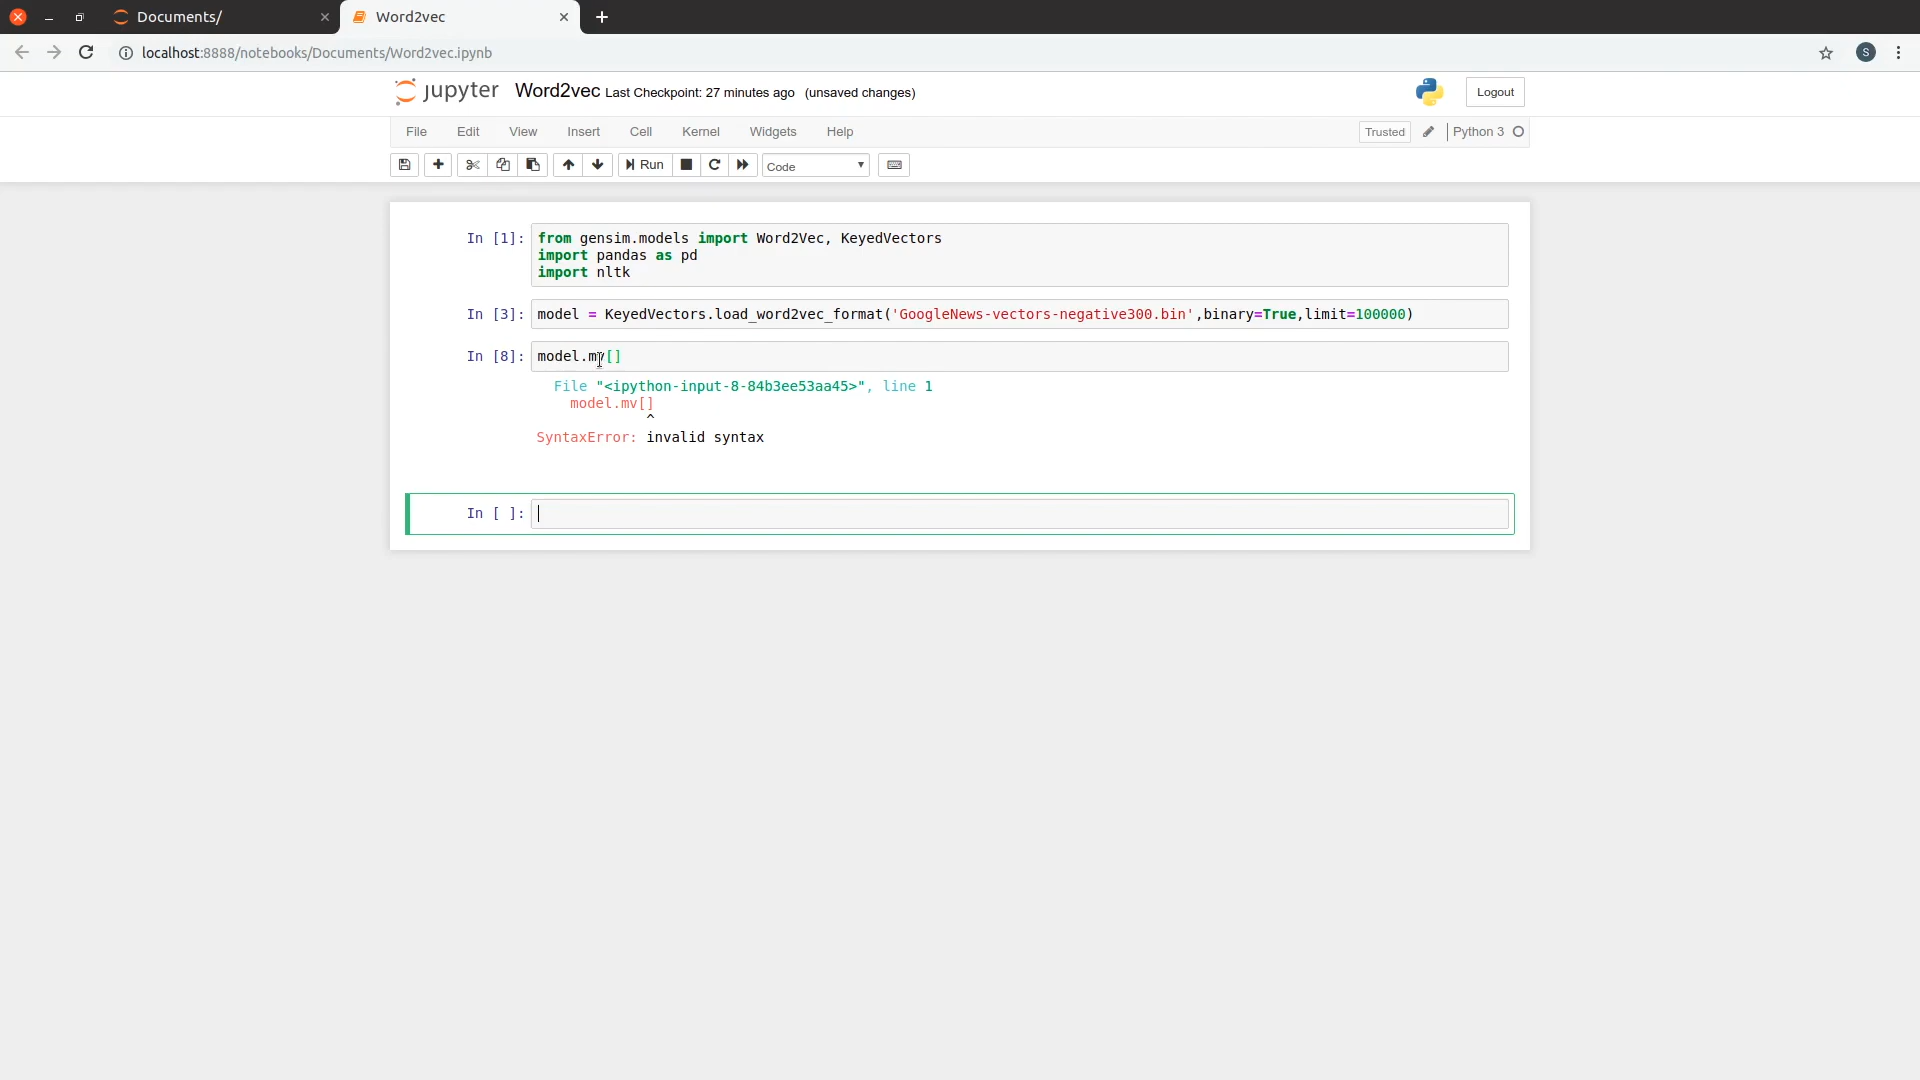 Documents/
Word2vec
localhost:8888/notebooks/Documents/Word2vec.ipynb
S
jupyter Word2vec Last Checkpoint: 27 minutes ago (unsaved changes)
Logout
File Edit View Insert Cell Kernel Widgets Help
Trusted Python 3
Run Code
In [1]: from gensim.models import Word2Vec, KeyedVectors
import pandas as pd
import nltk
In [3]: model = KeyedVectors.load_word2vec_format('GoogleNews-vectors-negative300.bin',binary=True,limit=100000)
In [8]: model.mv[]
File "<ipython-input-8-84b3ee53aa45>", line 1
model.mv[]
^
SyntaxError: invalid syntax
In [ ]: